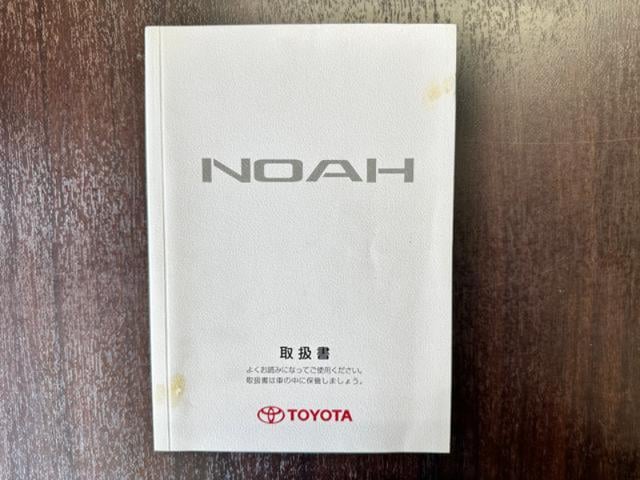 NOAH
取扱書
よくお読みになってご使用ください。
取扱書は車の中に保管しましょう。
TOYOTA